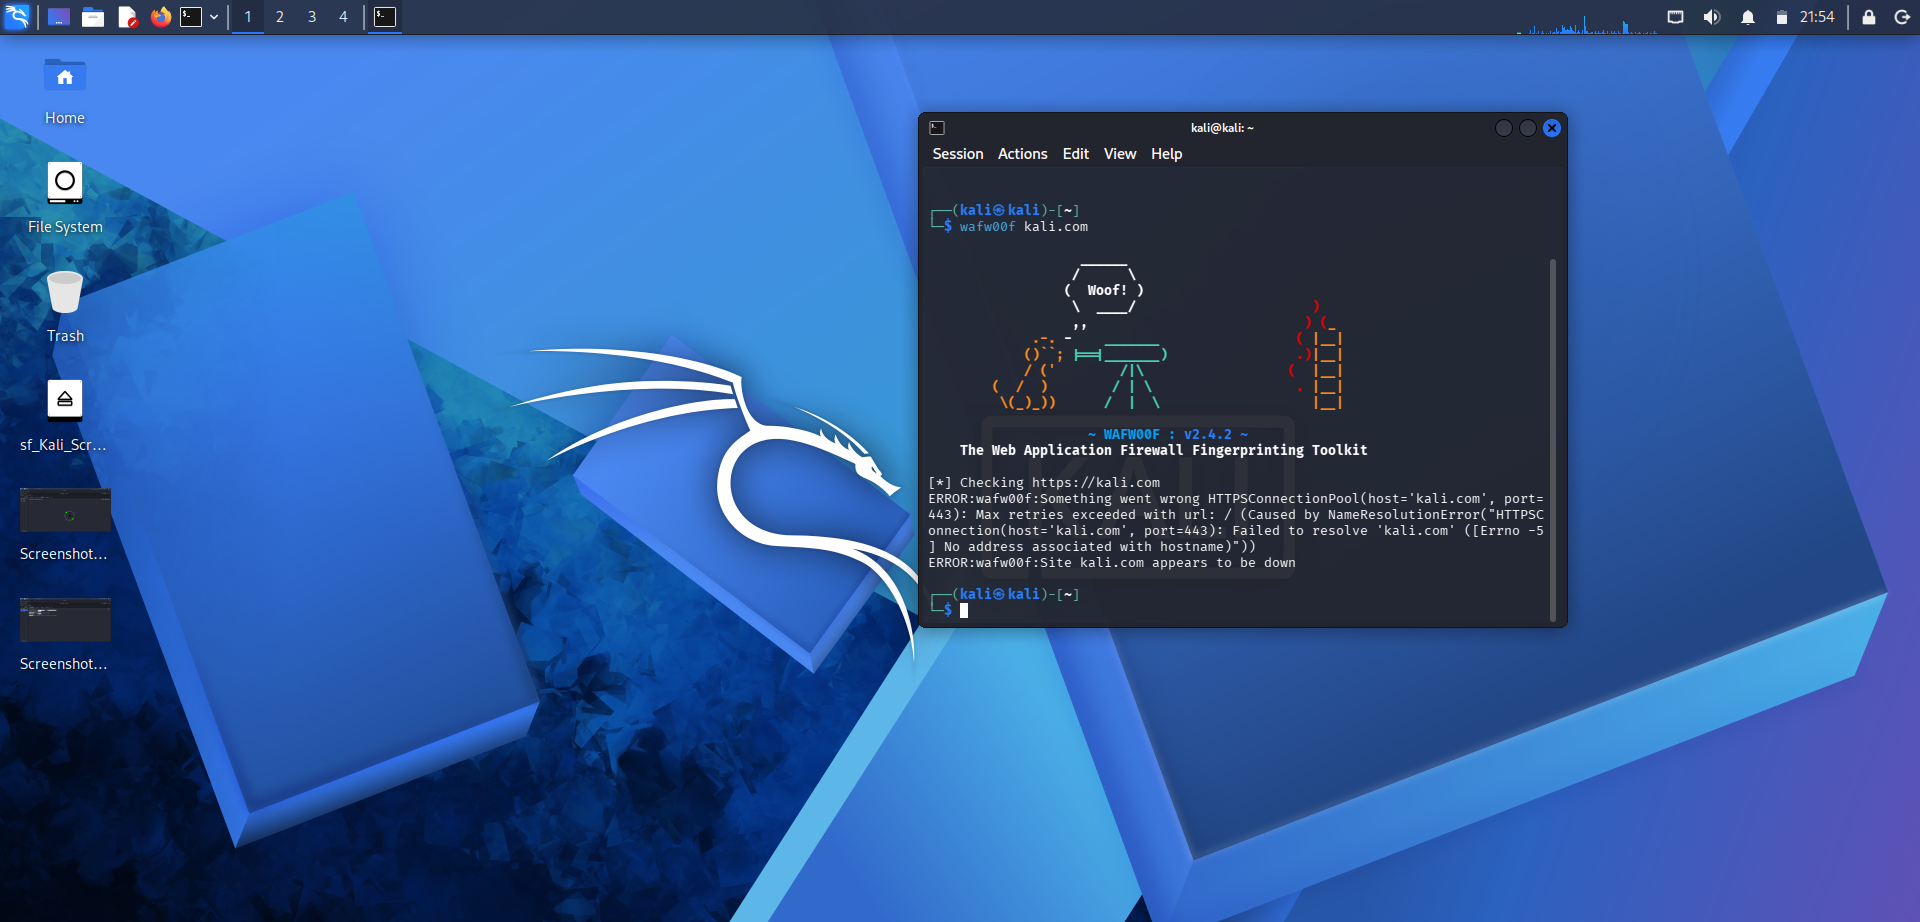 1 2 3 4
21:54
Home
File System
Trash
sf_Kali_Scr...
Screenshot...
Screenshot...
kali@kali: ~
Session Actions Edit View Help
┌──(kali㉿kali)-[~]
└─$ wafw00f kali.com
Woof!
~ WAFW00F : v2.4.2 ~
The Web Application Firewall Fingerprinting Toolkit
[*] Checking https://kali.com
ERROR:wafw00f:Something went wrong HTTPSConnectionPool(host='kali.com', port=
443): Max retries exceeded with url: / (Caused by NameResolutionError("HTTPSC
onnection(host='kali.com', port=443): Failed to resolve 'kali.com' ([Errno -5
] No address associated with hostname)"))
ERROR:wafw00f:Site kali.com appears to be down
┌──(kali㉿kali)-[~]
└─$
KALI